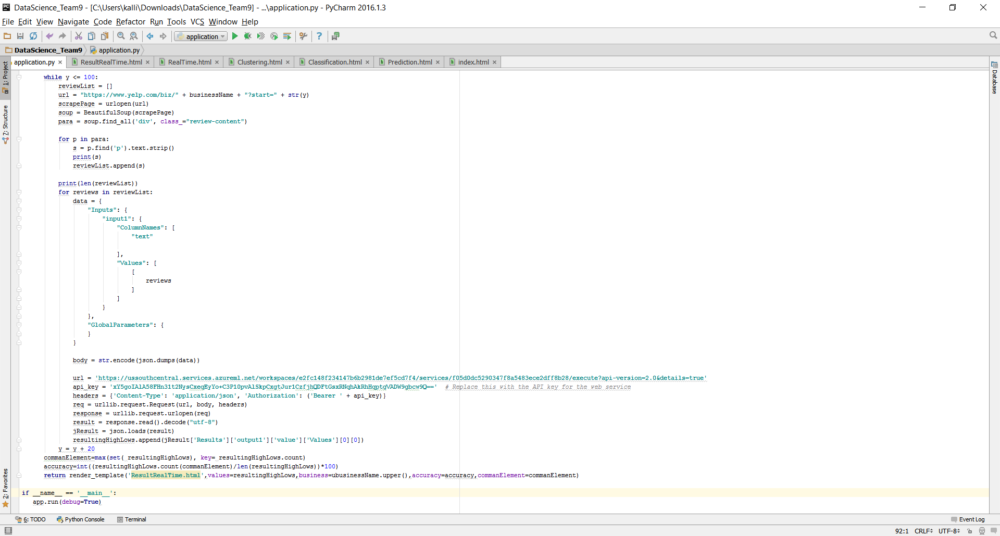 DataScience_Team9 - [C:\Users\kalli\Downloads\DataScience_Team9] - ...\application.py - PyCharm 2016.1.3
File Edit View Navigate Code Refactor Run Tools VCS Window Help
application
DataScience_Team9 application.py
application.py ResultRealTime.html RealTime.html Clustering.html Classification.html Prediction.html index.html
1: Project
Z: Structure
2: Favorites
Database
while y <= 100:
reviewList = []
url = "https://www.yelp.com/biz/" + businessName + "?start=" + str(y)
scrapePage = urlopen(url)
soup = BeautifulSoup(scrapePage)
para = soup.find_all('div', class_="review-content")
for p in para:
s = p.find('p').text.strip()
print(s)
reviewList.append(s)
print(len(reviewList))
for reviews in reviewList:
data = {
"Inputs": {
"input1": {
"ColumnNames": [
"text"
],
"Values": [
[
reviews
]
]
}
},
"GlobalParameters": {
}
}
body = str.encode(json.dumps(data))
url = 'https://ussouthcentral.services.azureml.net/workspaces/e2fc148f234147b6b2981de7ef5cd7f4/services/f05d0dc5290347f8a5483ece2dff8b28/execute?api-version=2.0&details=true'
api_key = 'xY5goIAlA58FHn31t2NysCxeqEyYo+C3P10pvAlSkpCxgtJur1CzfjhQDFtGsxRNqhAkRhHqptgVADW9gbcw9Q==' # Replace this with the API key for the web service
headers = {'Content-Type': 'application/json', 'Authorization': ('Bearer ' + api_key)}
req = urllib.request.Request(url, body, headers)
response = urllib.request.urlopen(req)
result = response.read().decode("utf-8")
jResult = json.loads(result)
resultingHighLows.append(jResult['Results']['output1']['value']['Values'][0][0])
y = y + 20
commanElement=max(set( resultingHighLows), key= resultingHighLows.count)
accuracy=int((resultingHighLows.count(commanElement)/len(resultingHighLows))*100)
return render_template('ResultRealTime.html',values=resultingHighLows,business=ubusinessName.upper(),accuracy=accuracy,commanElement=commanElement)
if __name__ == '__main__':
app.run(debug=True)
6: TODO Python Console Terminal Event Log
92:1 CRLF UTF-8